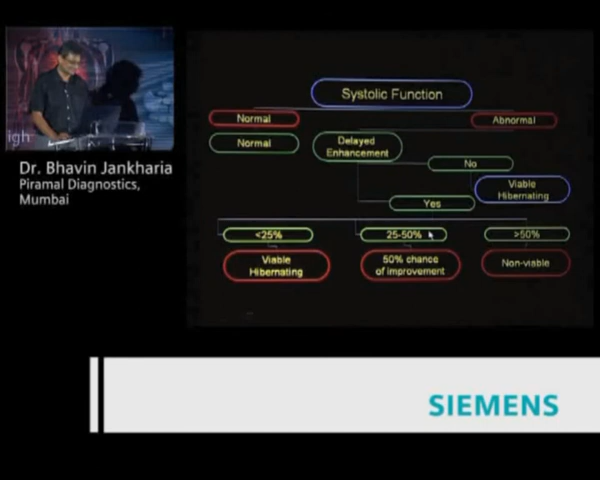 Systolic Function
Normal
Abnormal
Normal
Delayed
Enhancement
No
Viable
Hibernating
Yes
<25%
25-50%
>50%
Viable
Hibernating
50% chance
of improvement
Non-viable
igh
Dr. Bhavin Jankharia
Piramal Diagnostics,
Mumbai
SIEMENS